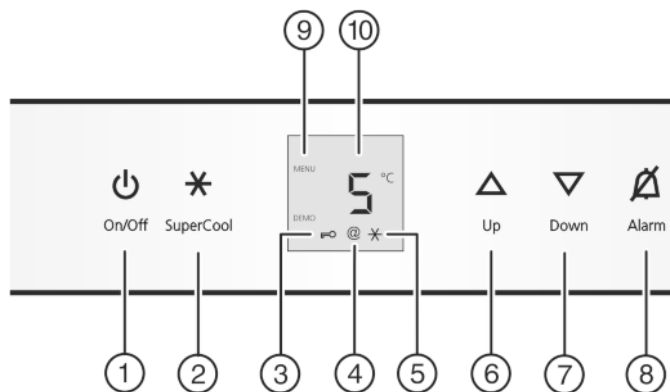 9 10
MENU
5 °C
DEMO
@
On/Off SuperCool Up Down Alarm
1 2 3 4 5 6 7 8